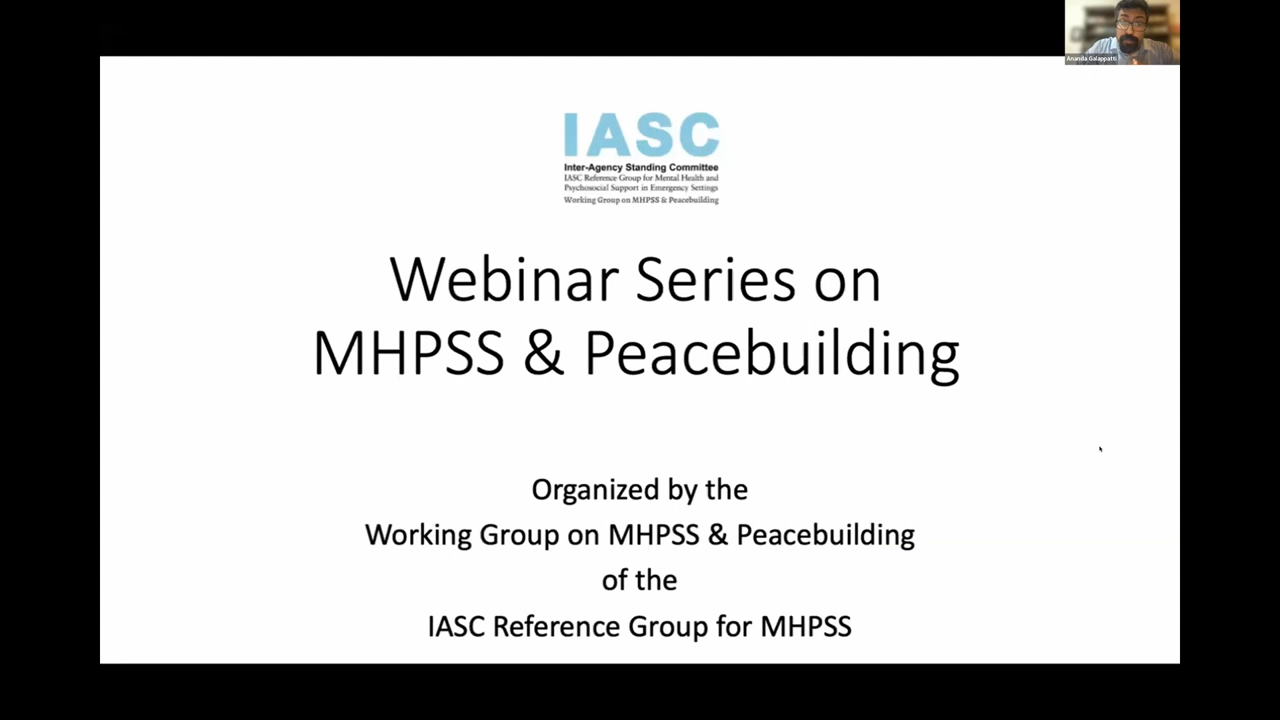 Ananda Galappatti
IASC
Inter-Agency Standing Committee
IASC Reference Group for Mental Health and
Psychosocial Support in Emergency Settings
Working Group on MHPSS & Peacebuilding
Webinar Series on
MHPSS & Peacebuilding
Organized by the
Working Group on MHPSS & Peacebuilding
of the
IASC Reference Group for MHPSS